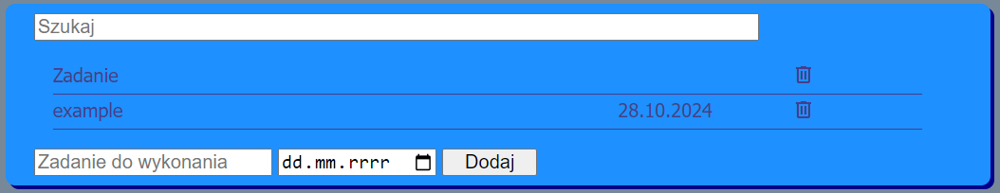 Szukaj
Zadanie
example 28.10.2024
Zadanie do wykonania dd.mm.rrrr Dodaj